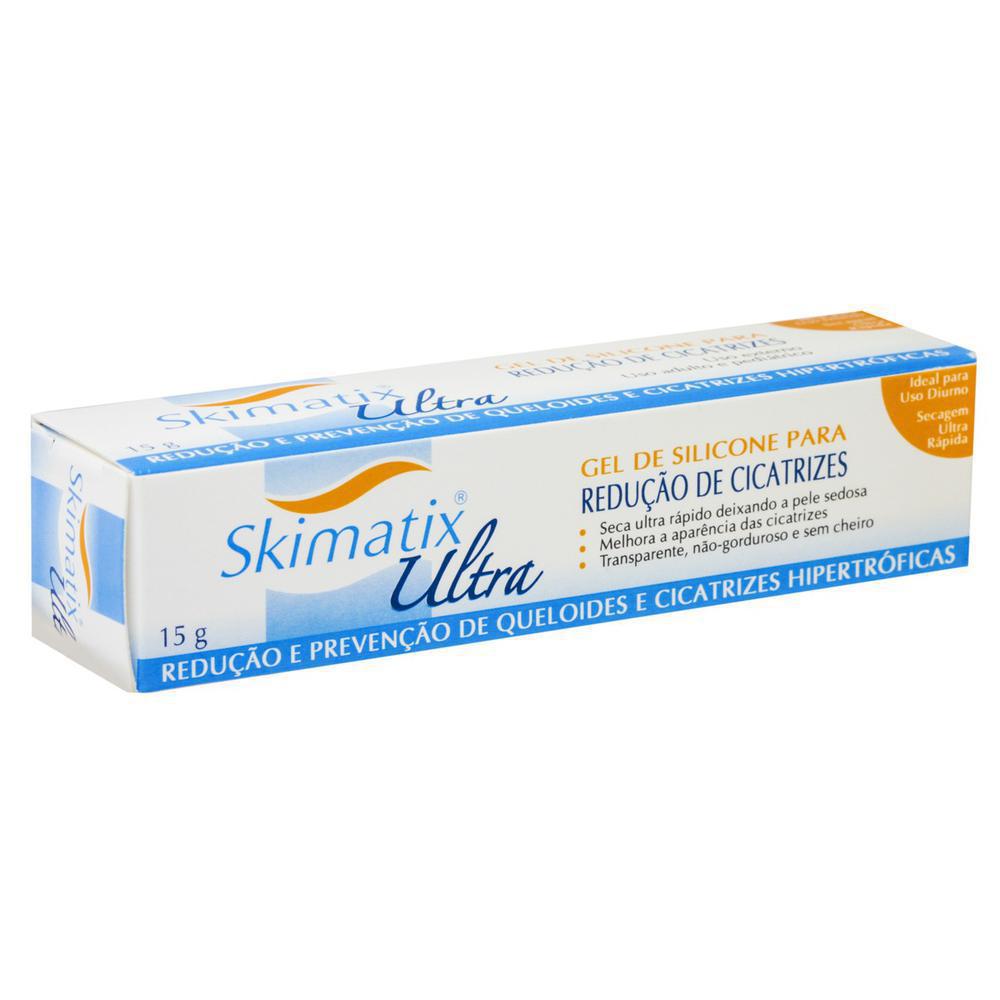 GEL DE SILICONE PARA
REDUÇÃO DE CICATRIZES
Uso externo
Uso adulto e pediátrico
Skimatix Ultra
15 g
REDUÇÃO E PREVENÇÃO DE QUELOIDES E CICATRIZES HIPERTRÓFICAS
Ideal para
Uso Diurno
Secagem
Ultra
Rápida
GEL DE SILICONE PARA
REDUÇÃO DE CICATRIZES
• Seca ultra rápido deixando a pele sedosa
• Melhora a aparência das cicatrizes
• Transparente, não-gorduroso e sem cheiro
Skimatix®
Ultra
15 g
REDUÇÃO E PREVENÇÃO DE QUELOIDES E CICATRIZES HIPERTRÓFICAS
Skimatix®